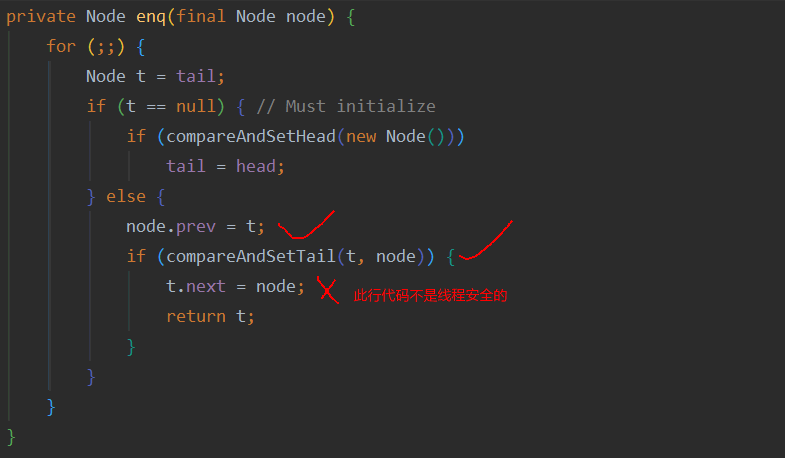 private Node enq(final Node node) {
for (;;) {
Node t = tail;
if (t == null) { // Must initialize
if (compareAndSetHead(new Node()))
tail = head;
} else {
node.prev = t;
if (compareAndSetTail(t, node)) {
t.next = node; 此行代码不是线程安全的
return t;
}
}
}
}